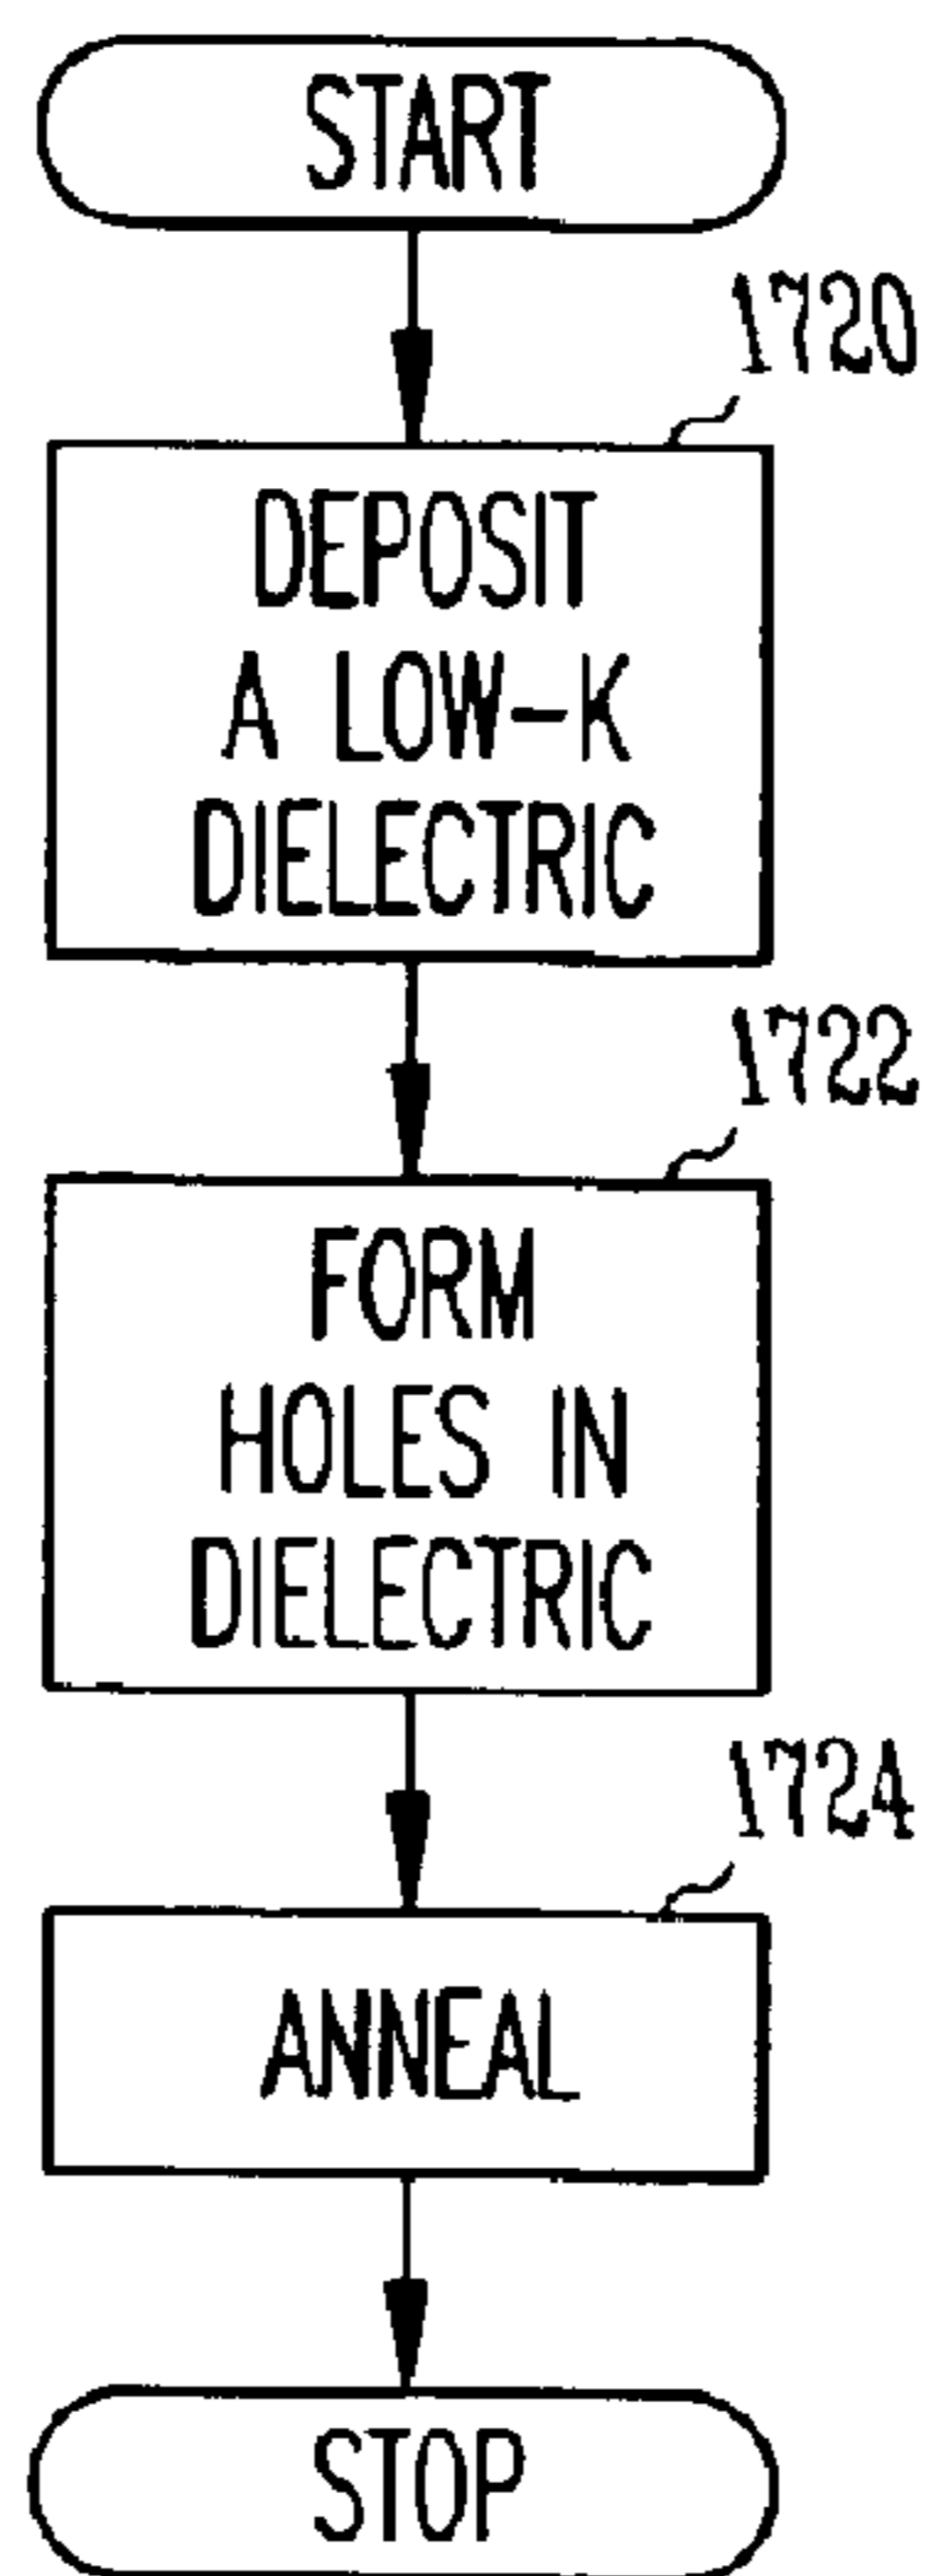 START
1720
DEPOSIT
A LOW-K
DIELECTRIC
1722
FORM
HOLES IN
DIELECTRIC
1724
ANNEAL
STOP